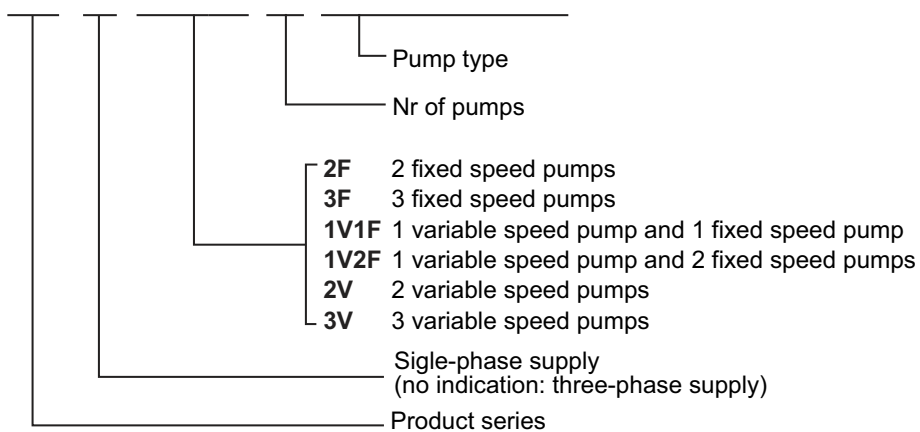 Pump type
Nr of pumps
2F 2 fixed speed pumps
3F 3 fixed speed pumps
1V1F 1 variable speed pump and 1 fixed speed pump
1V2F 1 variable speed pump and 2 fixed speed pumps
2V 2 variable speed pumps
3V 3 variable speed pumps
Sigle-phase supply
(no indication: three-phase supply)
Product series